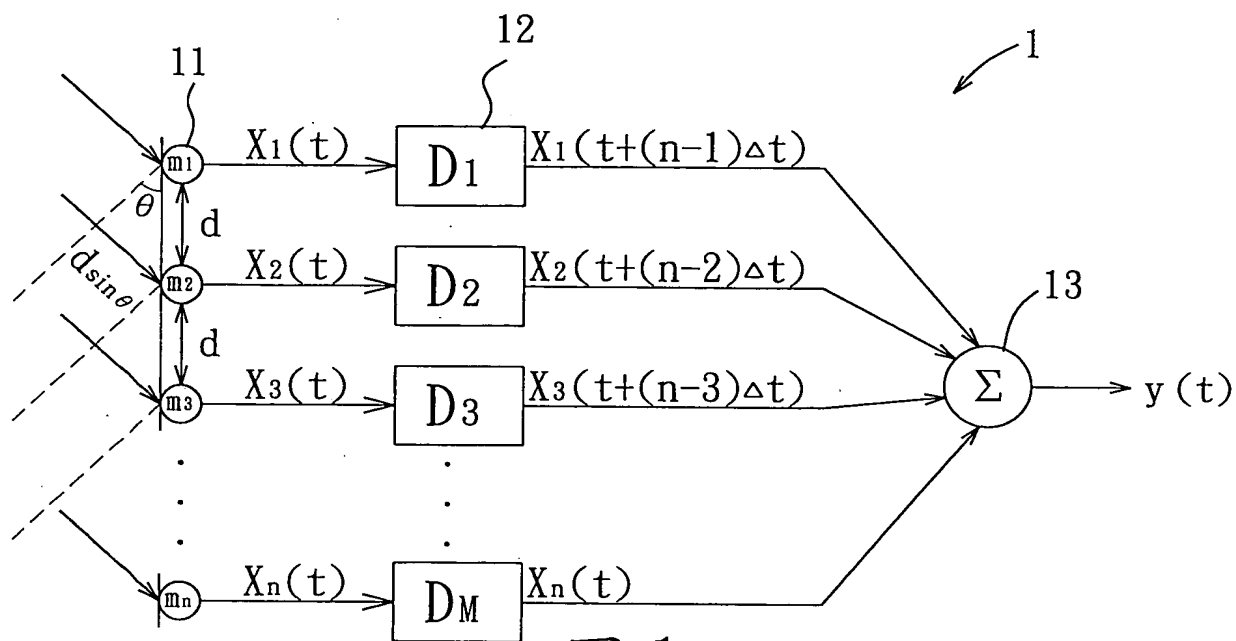 12
1
11
m1 X1(t) D1 X1(t+(n-1)△t)
θ
d
dsinθ
m2 X2(t) D2 X2(t+(n-2)△t)
13
d
m3 X3(t) D3 X3(t+(n-3)△t)
Σ y(t)
mn Xn(t) DM Xn(t)